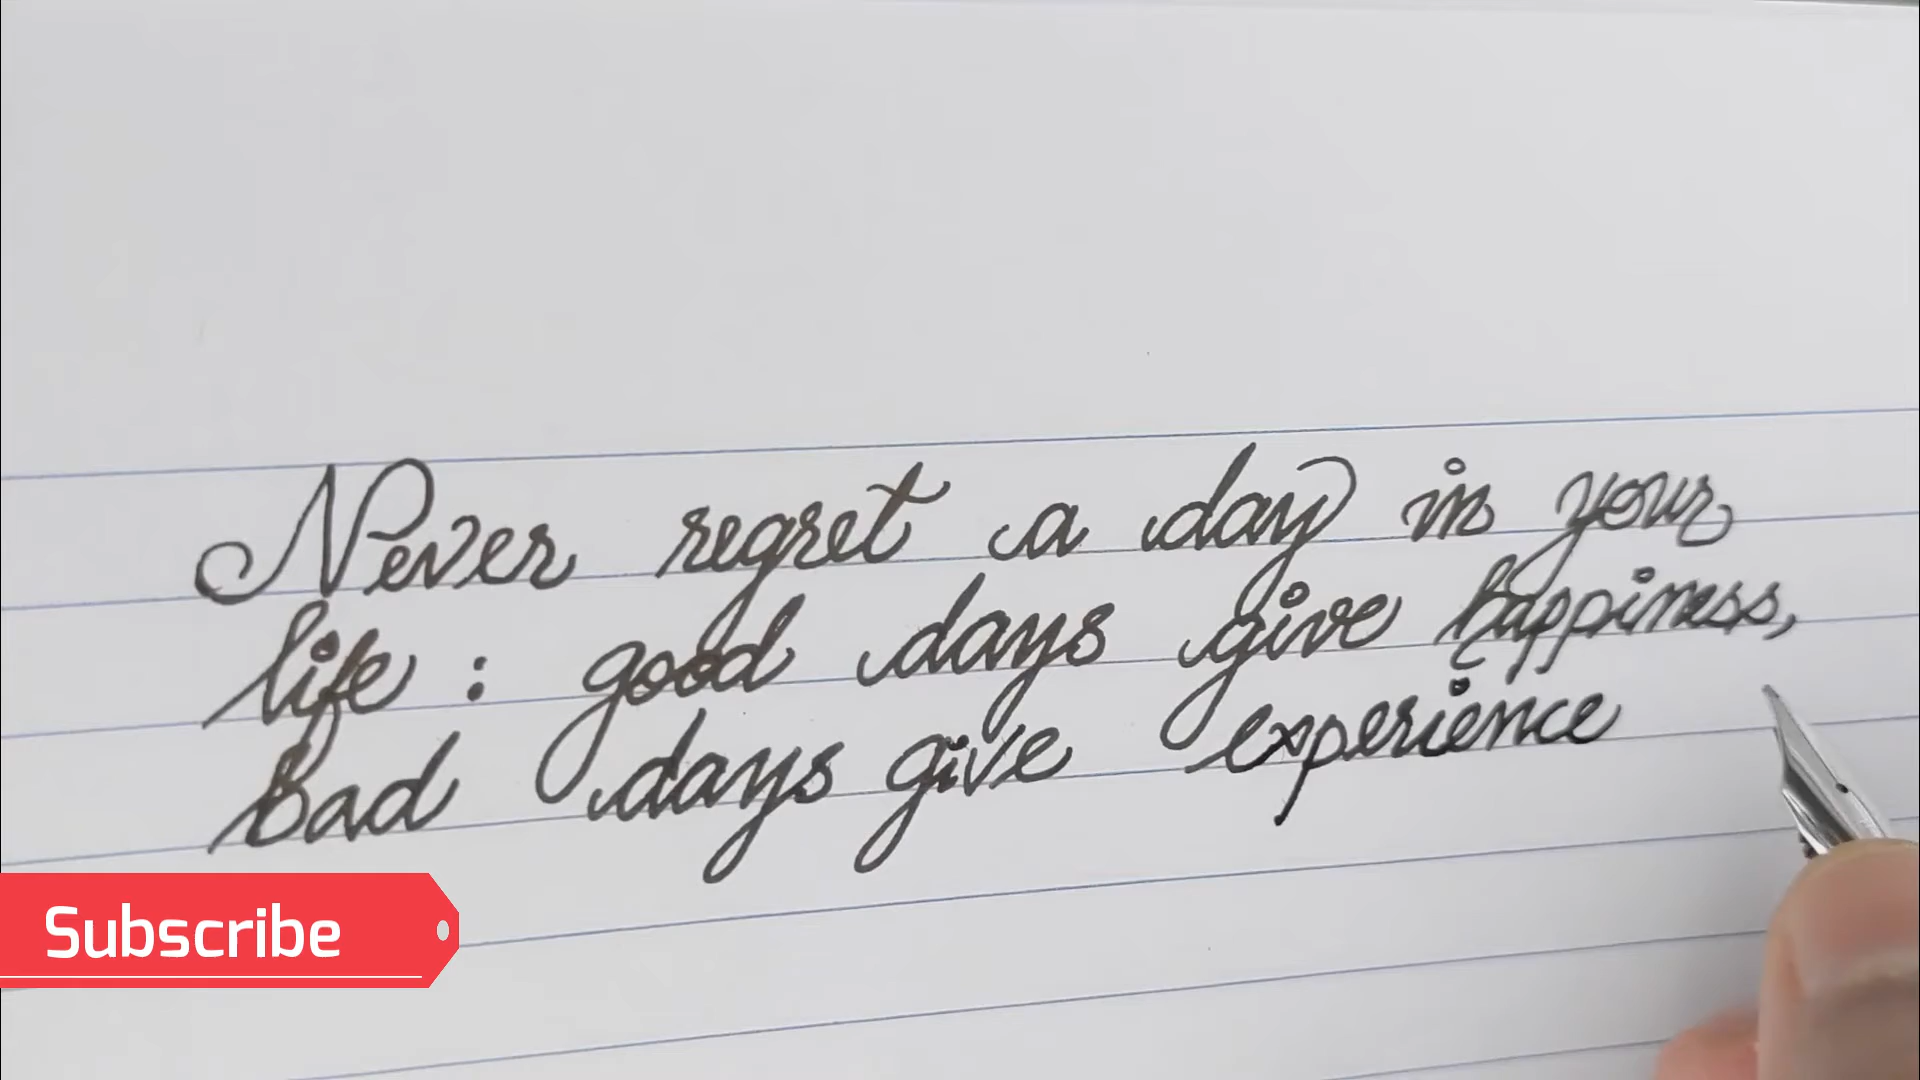 Never regret a day in your
life : good days give happiness,
bad days give experience
Subscribe